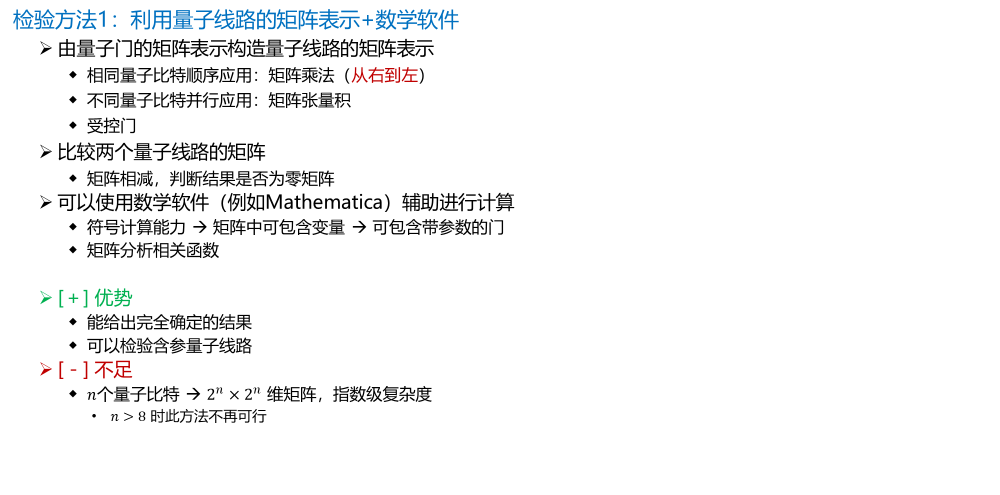 检验方法1：利用量子线路的矩阵表示+数学软件
➢ 由量子门的矩阵表示构造量子线路的矩阵表示
◆ 相同量子比特顺序应用：矩阵乘法（从右到左）
◆ 不同量子比特并行应用：矩阵张量积
◆ 受控门
➢ 比较两个量子线路的矩阵
◆ 矩阵相减，判断结果是否为零矩阵
➢ 可以使用数学软件（例如Mathematica）辅助进行计算
◆ 符号计算能力 → 矩阵中可包含变量 → 可包含带参数的门
◆ 矩阵分析相关函数
➢ [ + ] 优势
◆ 能给出完全确定的结果
◆ 可以检验含参量子线路
➢ [ - ] 不足
◆ n个量子比特 → 2ⁿ × 2ⁿ 维矩阵，指数级复杂度
• n > 8 时此方法不再可行